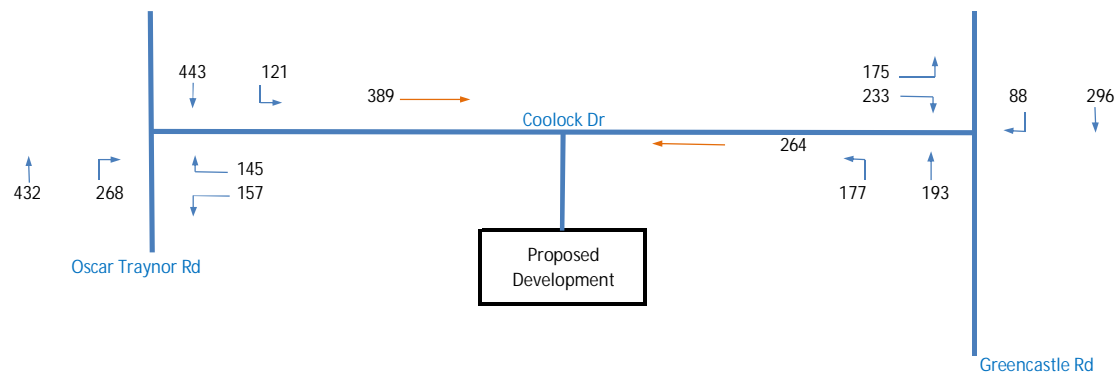 443
121
389
175
233
88
296
Coolock Dr
264
432
268
145
157
177
193
Proposed
Development
Oscar Traynor Rd
Greencastle Rd